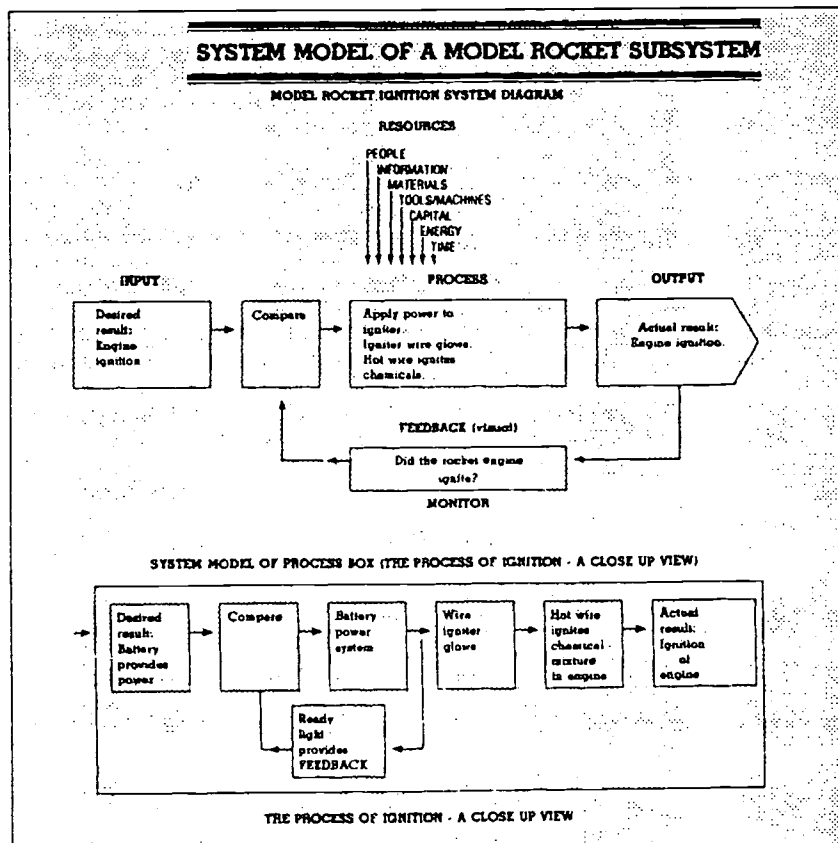 SYSTEM MODEL OF A MODEL ROCKET SUBSYSTEM
MODEL ROCKET IGNITION SYSTEM DIAGRAM
RESOURCES
PEOPLE
INFORMATION
MATERIALS
TOOLS/MACHINES
CAPITAL
ENERGY
TIME
INPUT
PROCESS
OUTPUT
Desired
result:
Engine
ignition
Compare
Apply power to
igniter.
Igniter wire glows.
Hot wire ignites
chemicals.
Actual result:
Engine ignition.
FEEDBACK (visual)
Did the rocket engine
ignite?
MONITOR
SYSTEM MODEL OF PROCESS BOX (THE PROCESS OF IGNITION - A CLOSE UP VIEW)
Desired
result:
Battery
provides
power
Compare
Battery
power
system
Wire
igniter
glows
Hot wire
ignites
chemical
mixture
in engine
Actual
result:
Ignition
of
engine
Ready
light
provides
FEEDBACK
THE PROCESS OF IGNITION - A CLOSE UP VIEW